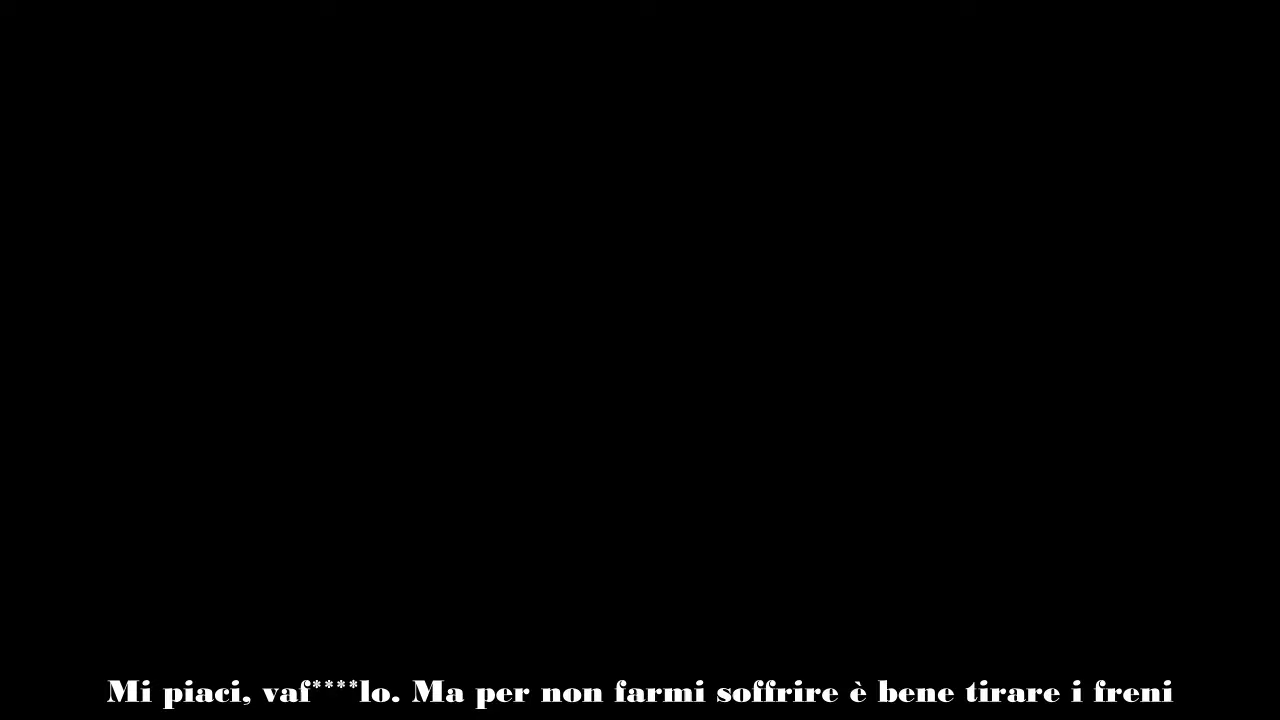 Mi piaci, vaf****lo. Ma per non farmi soffrire è bene tirare i freni